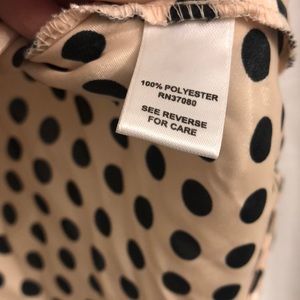 100% POLYESTER
RN37080
SEE REVERSE
FOR CARE